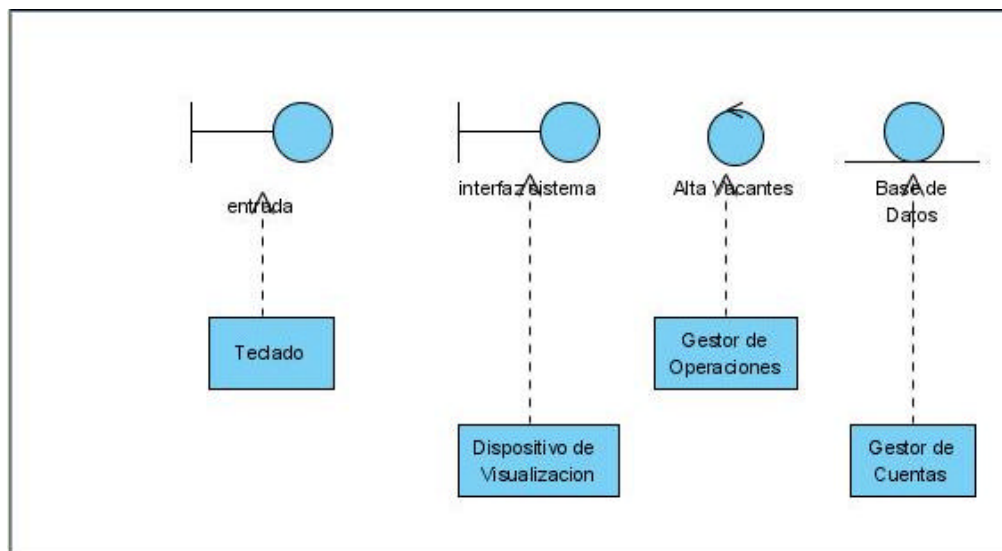 entrada
interfaz sistema
Alta Vacantes
Base de
Datos
Teclado
Gestor de
Operaciones
Dispositivo de
Visualizacion
Gestor de
Cuentas